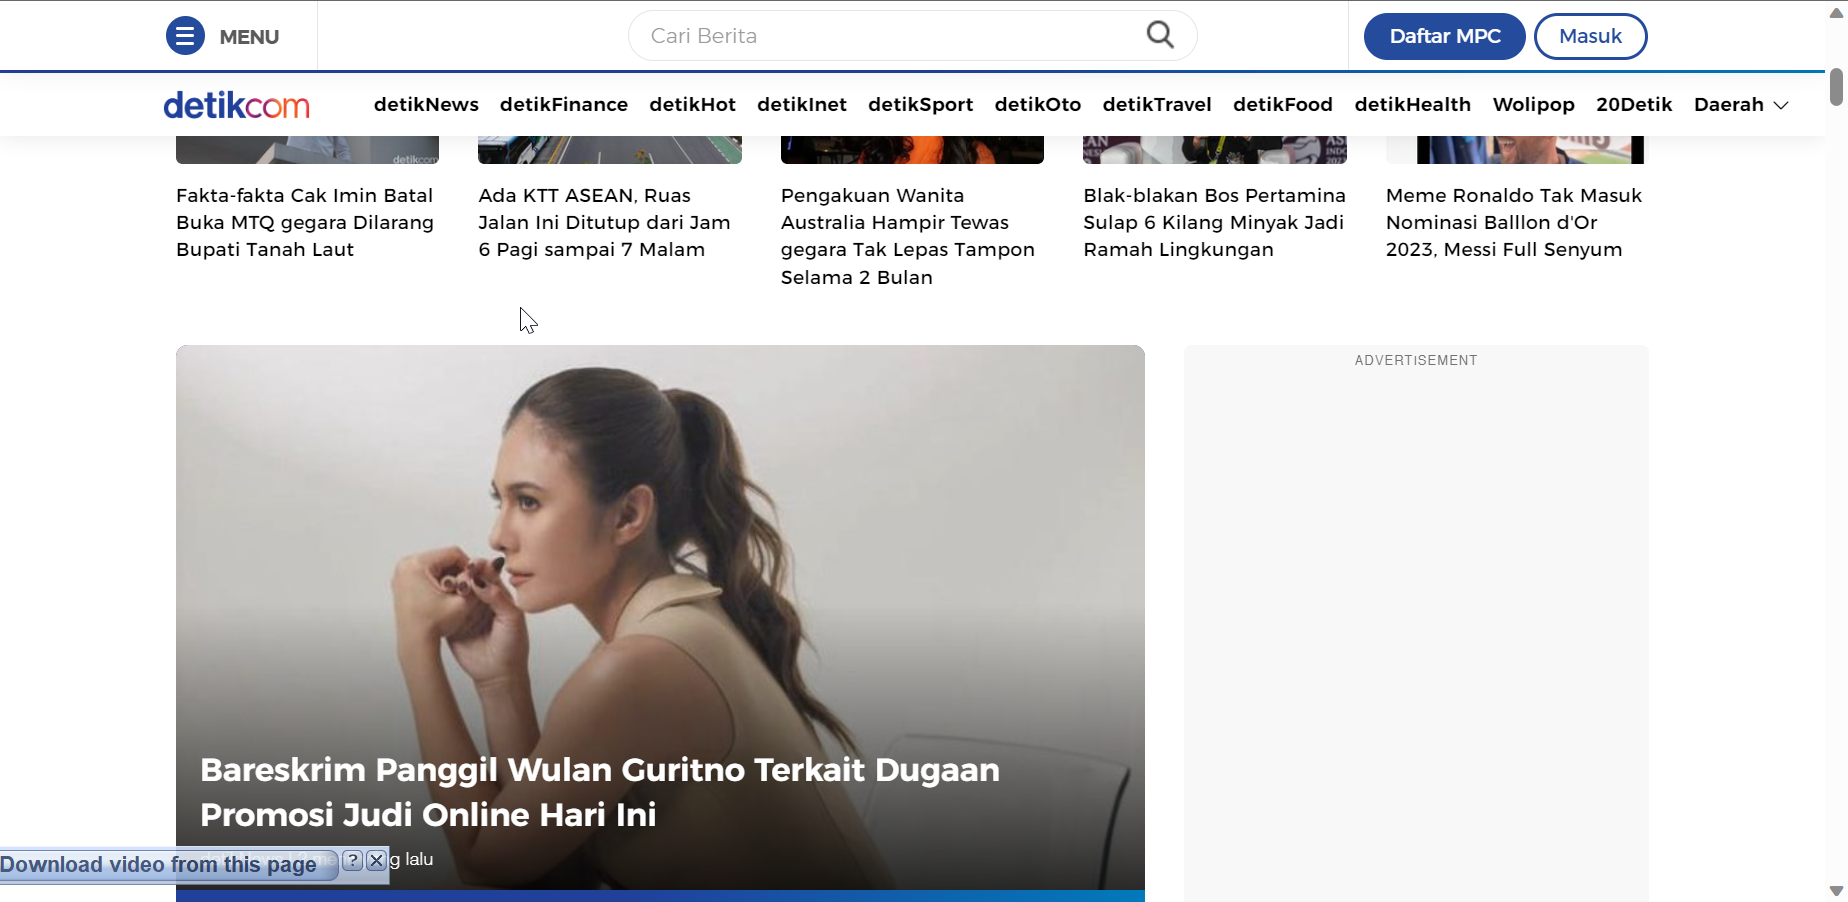 MENU
Cari Berita
Daftar MPC
Masuk
detikcom
detikNews detikFinance detikHot detikInet detikSport detikOto detikTravel detikFood detikHealth Wolipop 20Detik Daerah
detikcom
Fakta-fakta Cak Imin Batal
Buka MTQ gegara Dilarang
Bupati Tanah Laut
Ada KTT ASEAN, Ruas
Jalan Ini Ditutup dari Jam
6 Pagi sampai 7 Malam
Pengakuan Wanita
Australia Hampir Tewas
gegara Tak Lepas Tampon
Selama 2 Bulan
Blak-blakan Bos Pertamina
Sulap 6 Kilang Minyak Jadi
Ramah Lingkungan
Meme Ronaldo Tak Masuk
Nominasi Balllon d'Or
2023, Messi Full Senyum
ADVERTISEMENT
Bareskrim Panggil Wulan Guritno Terkait Dugaan
Promosi Judi Online Hari Ini
g lalu
Download video from this page ?